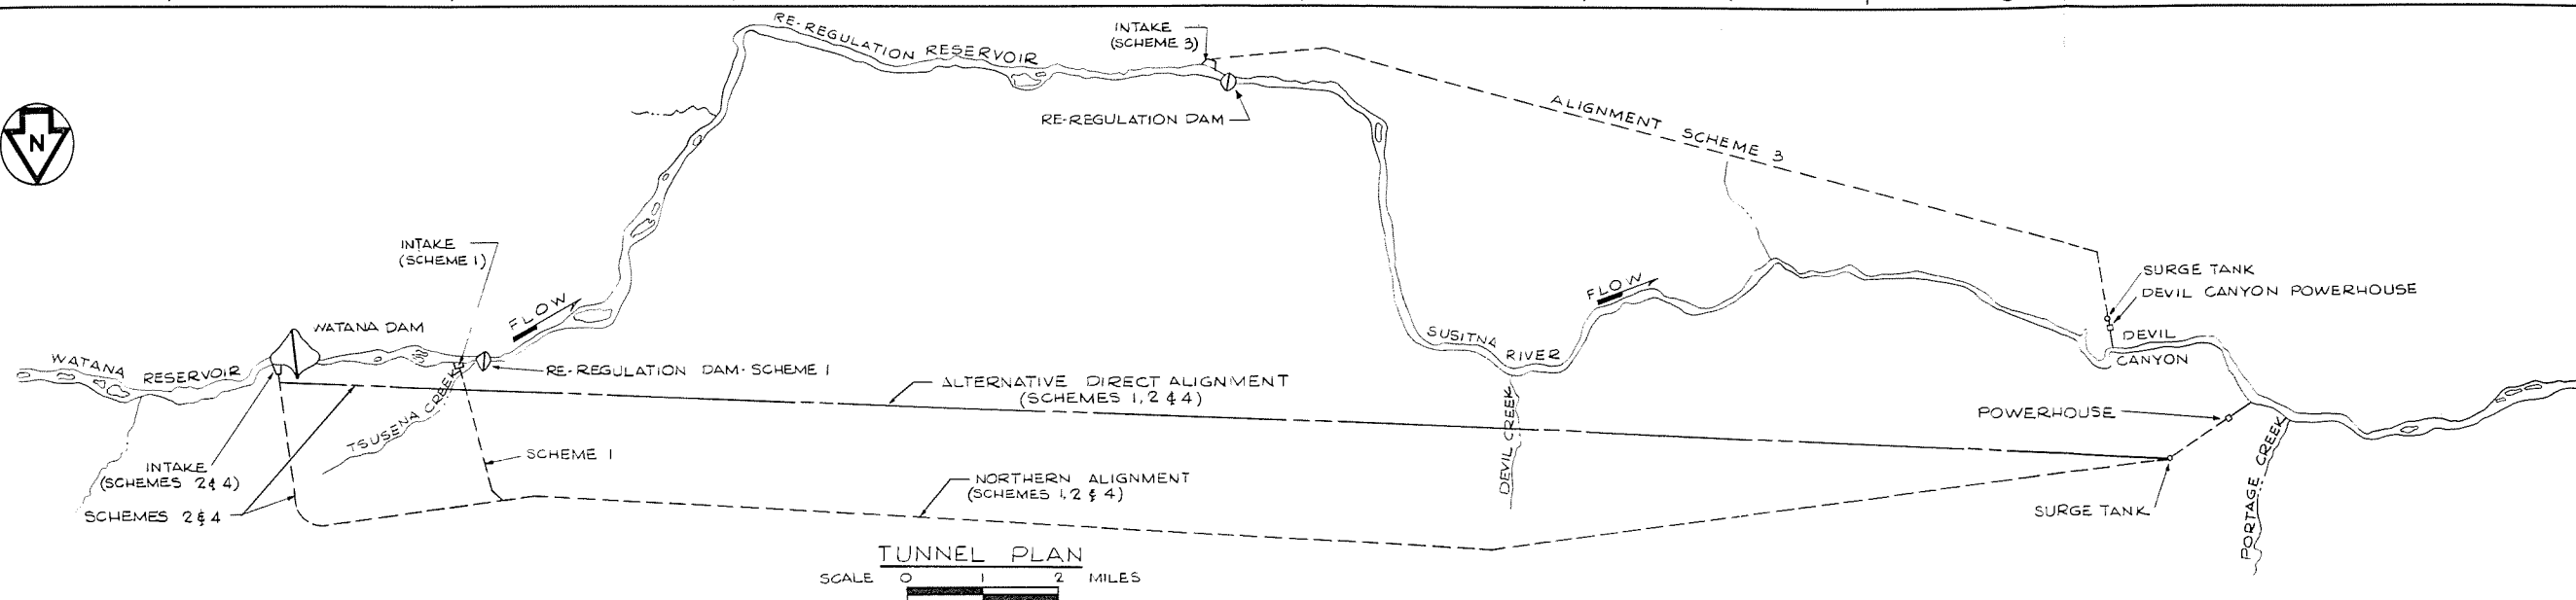 RE-REGULATION RESERVOIR
INTAKE
(SCHEME 3)
RE-REGULATION DAM
ALIGNMENT SCHEME 3
N
INTAKE
(SCHEME 1)
FLOW
WATANA DAM
WATANA RESERVOIR
RE-REGULATION DAM-SCHEME 1
TSUSENA CREEK
ALTERNATIVE DIRECT ALIGNMENT
(SCHEMES 1, 2 & 4)
FLOW
SUSITNA RIVER
DEVIL CREEK
SURGE TANK
DEVIL CANYON POWERHOUSE
DEVIL
CANYON
POWERHOUSE
INTAKE
(SCHEMES 2 & 4)
SCHEMES 2 & 4
SCHEME 1
NORTHERN ALIGNMENT
(SCHEMES 1, 2 & 4)
SURGE TANK
PORTAGE CREEK
TUNNEL PLAN
SCALE 0 1 2 MILES